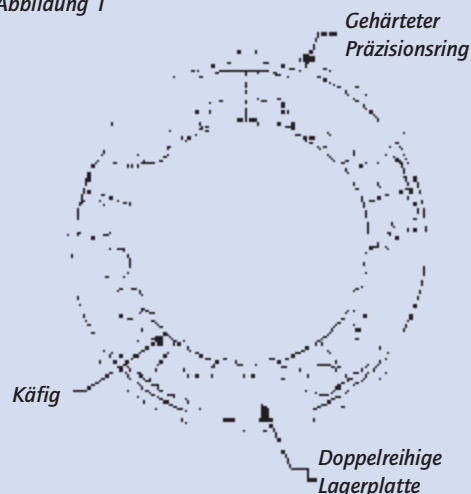 Abbildung 1
Gehärteter
Präzisionsring
Käfig
Doppelreihige
Lagerplatte